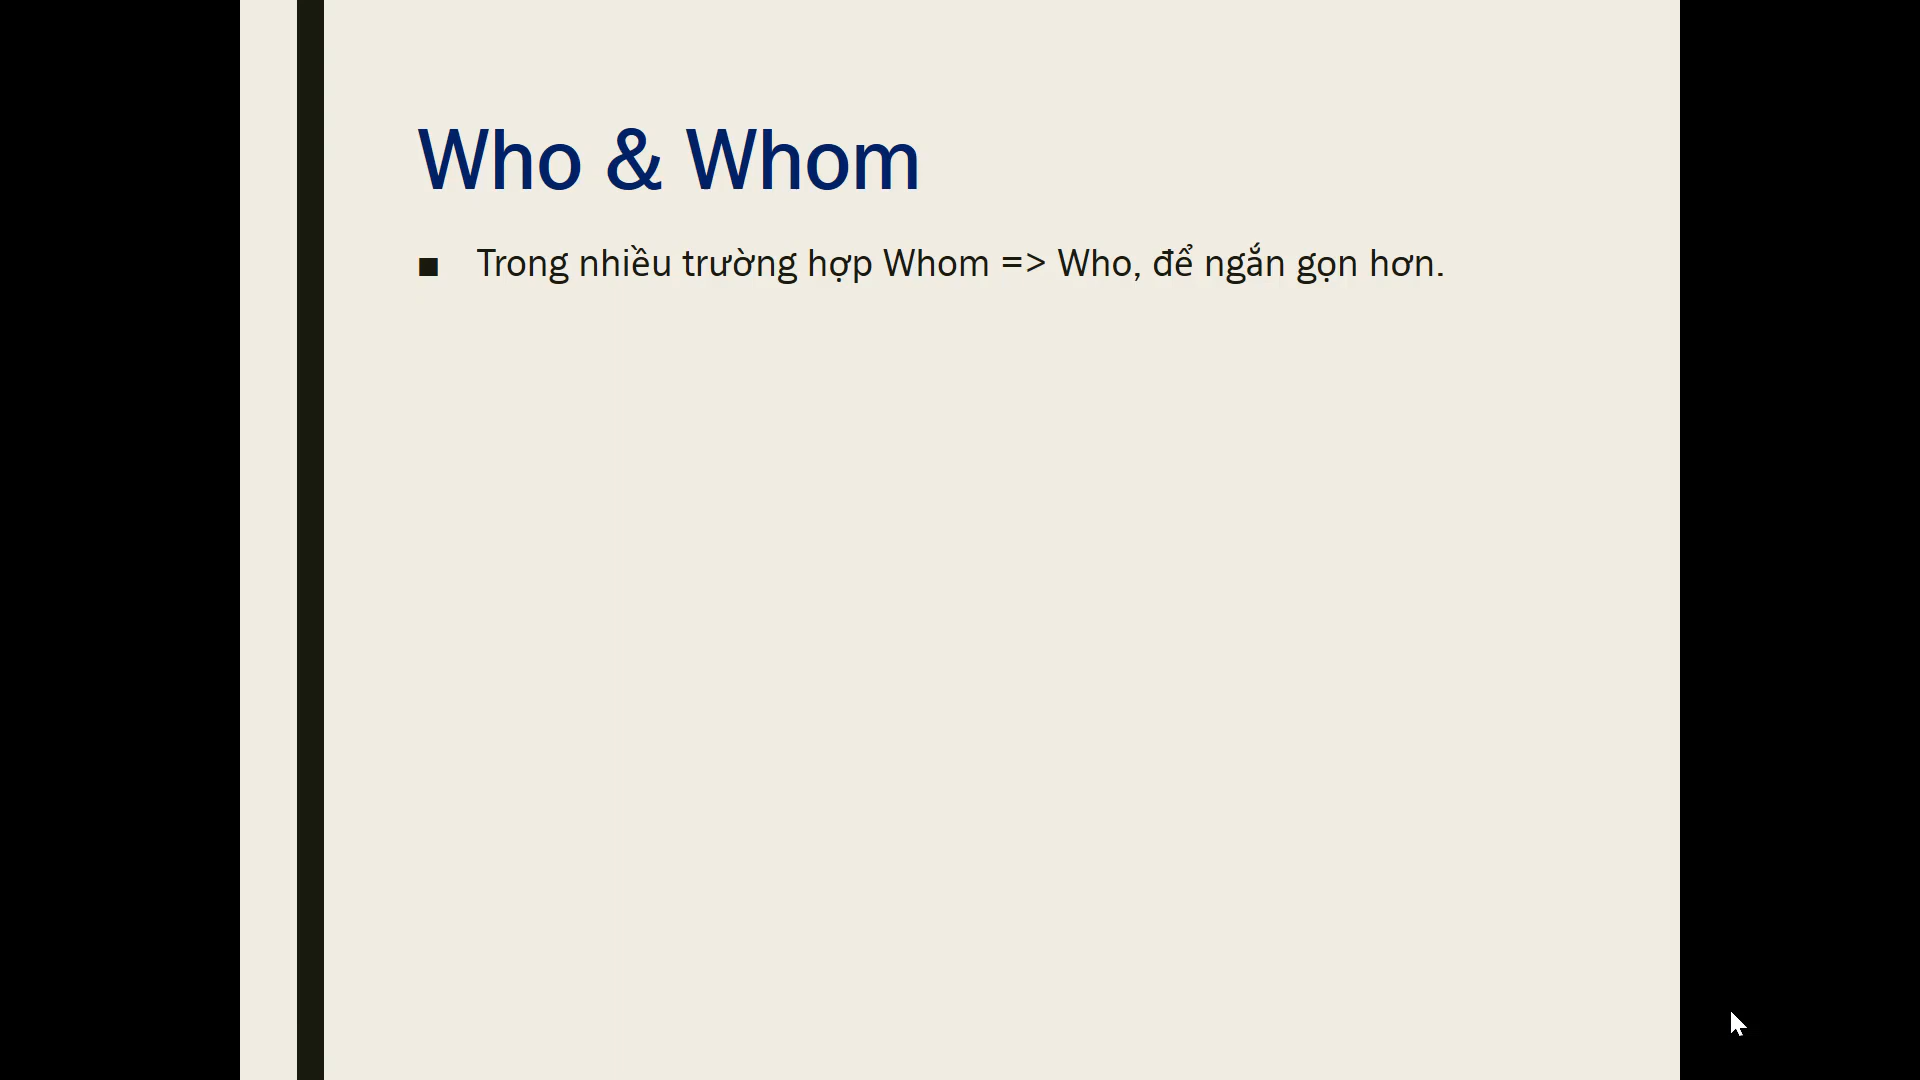 Who & Whom
■ Trong nhiều trường hợp Whom => Who, để ngắn gọn hơn.